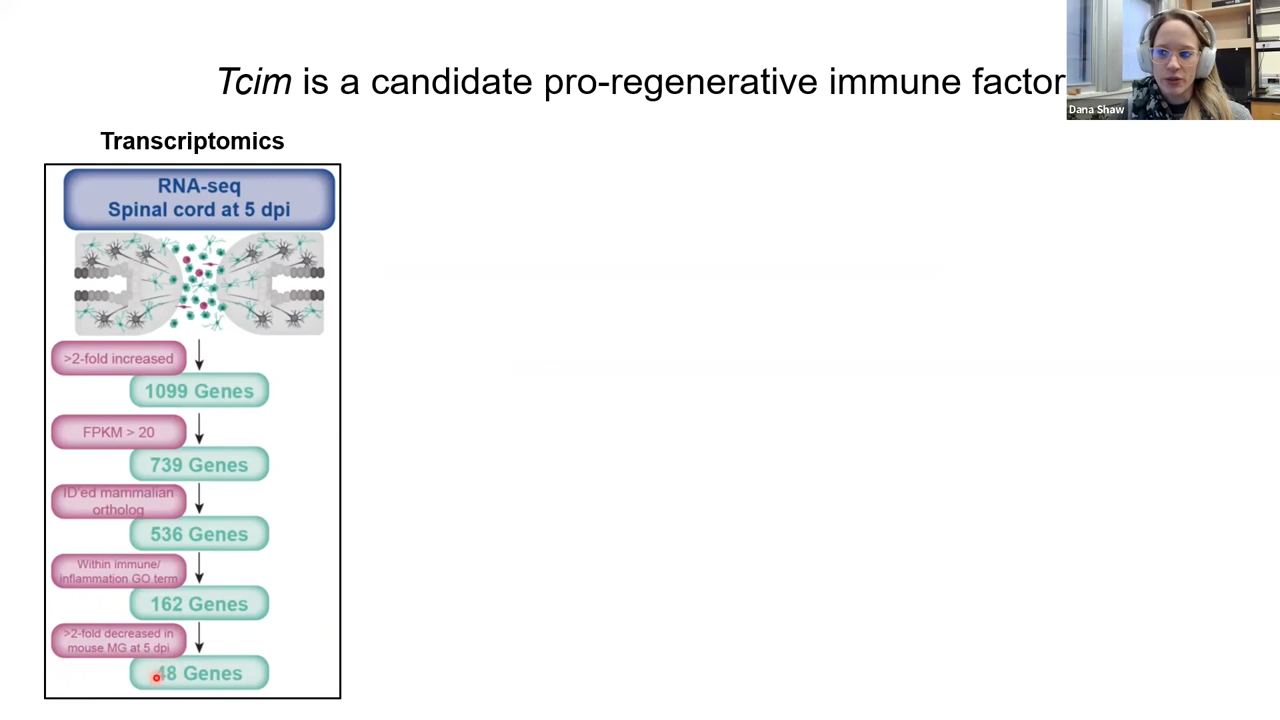 Tcim is a candidate pro-regenerative immune factor
Dana Shaw
Transcriptomics
RNA-seq
Spinal cord at 5 dpi
>2-fold increased
1099 Genes
FPKM > 20
739 Genes
ID'ed mammalian
ortholog
536 Genes
Within immune/
inflammation GO term
162 Genes
>2-fold decreased in
mouse MG at 5 dpi
48 Genes